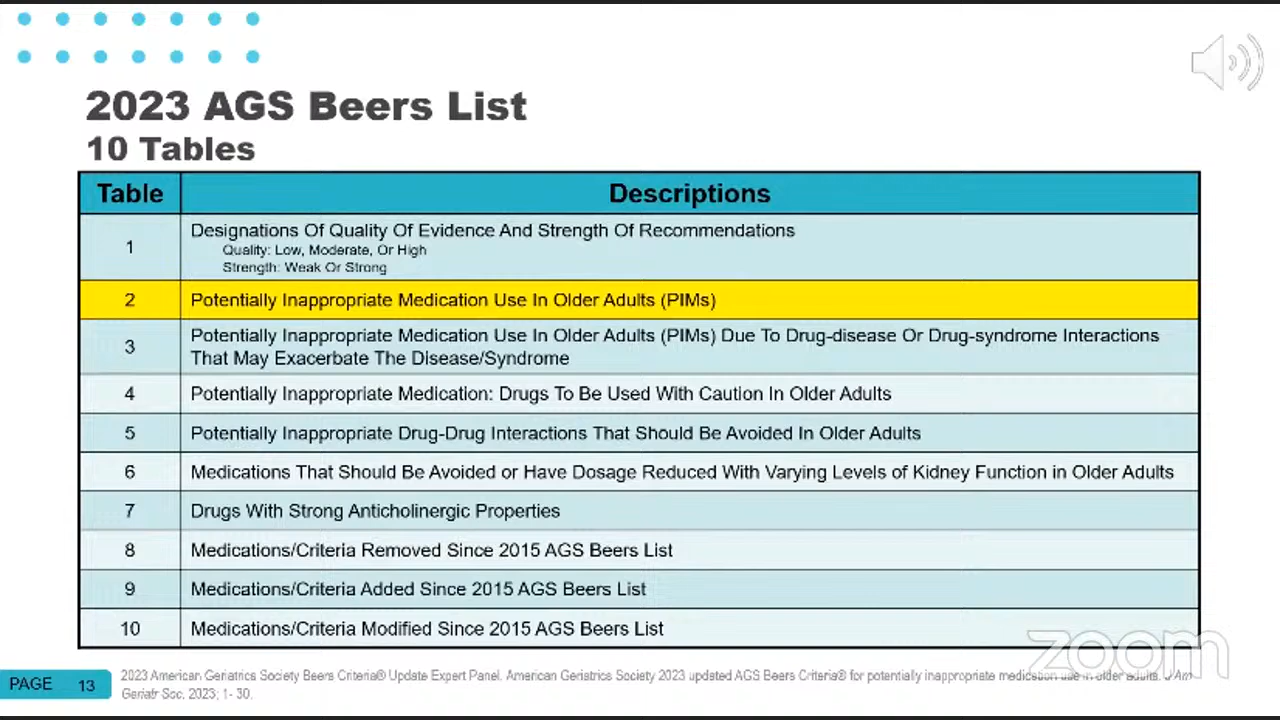 2023 AGS Beers List
10 Tables
Table Descriptions
1 Designations Of Quality Of Evidence And Strength Of Recommendations
Quality: Low, Moderate, Or High
Strength: Weak Or Strong
2 Potentially Inappropriate Medication Use In Older Adults (PIMs)
3 Potentially Inappropriate Medication Use In Older Adults (PIMs) Due To Drug-disease Or Drug-syndrome Interactions
That May Exacerbate The Disease/Syndrome
4 Potentially Inappropriate Medication: Drugs To Be Used With Caution In Older Adults
5 Potentially Inappropriate Drug-Drug Interactions That Should Be Avoided In Older Adults
6 Medications That Should Be Avoided or Have Dosage Reduced With Varying Levels of Kidney Function in Older Adults
7 Drugs With Strong Anticholinergic Properties
8 Medications/Criteria Removed Since 2015 AGS Beers List
9 Medications/Criteria Added Since 2015 AGS Beers List
10 Medications/Criteria Modified Since 2015 AGS Beers List
zoom
PAGE 13
2023 American Geriatrics Society Beers Criteria® Update Expert Panel. American Geriatrics Society 2023 updated AGS Beers Criteria® for potentially inappropriate medication use in older adults. J Am
Geriatr Soc. 2023; 1- 30.